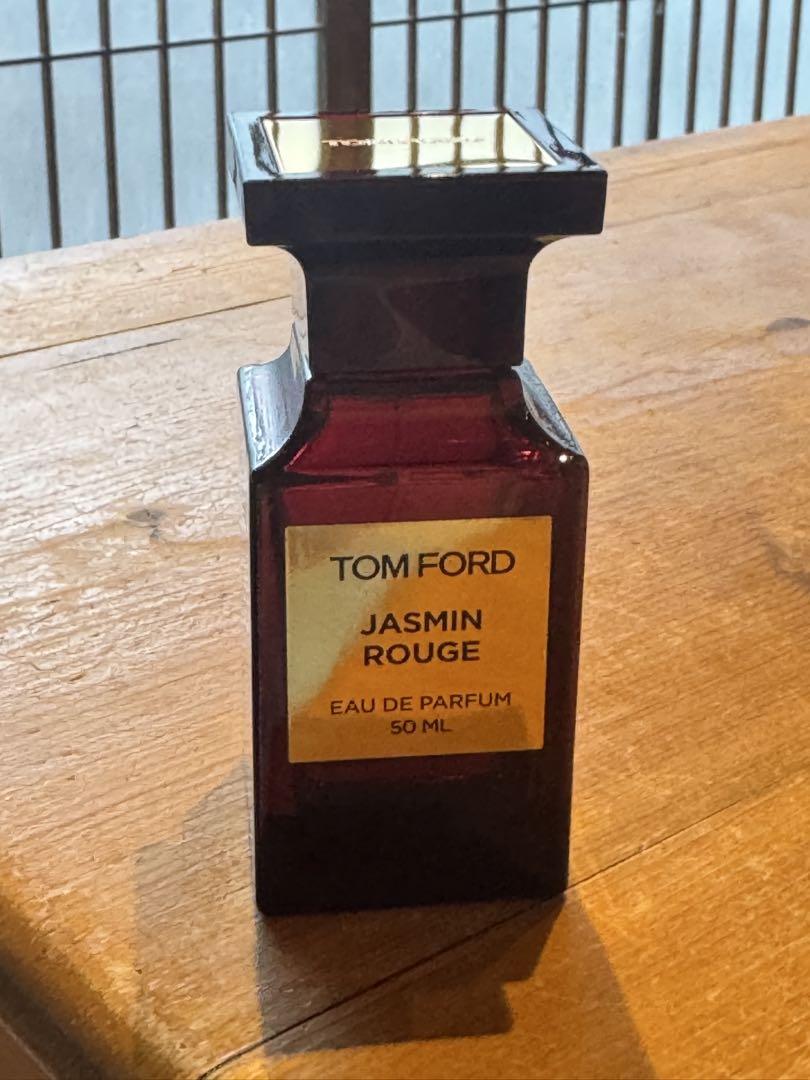 TOM FORD
JASMIN
ROUGE
EAU DE PARFUM
50 ML